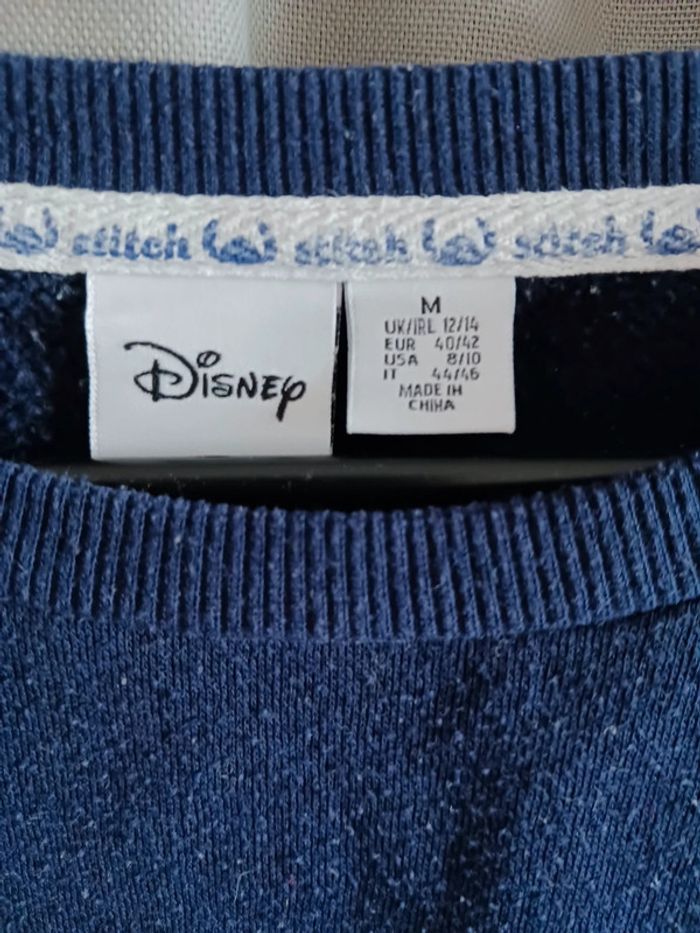 stitch stitch stitch
Disney
M
UK/IRL 12/14
EUR 40/42
USA 8/10
IT 44/46
MADE IN
CHINA